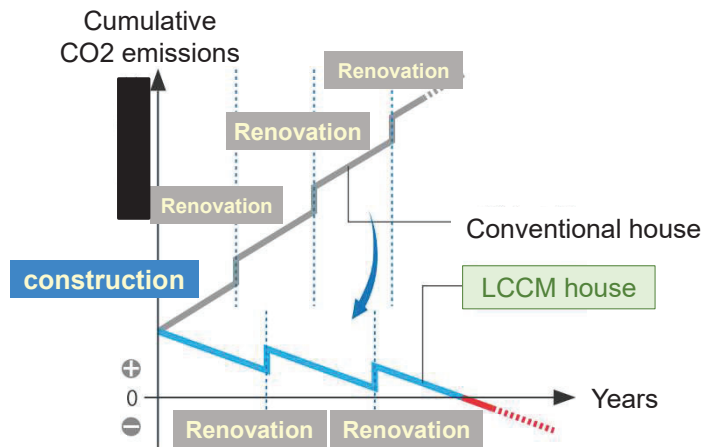 Cumulative
CO2 emissions
Renovation
Renovation
Renovation
Conventional house
construction
LCCM house
+
0
Years
−
Renovation
Renovation